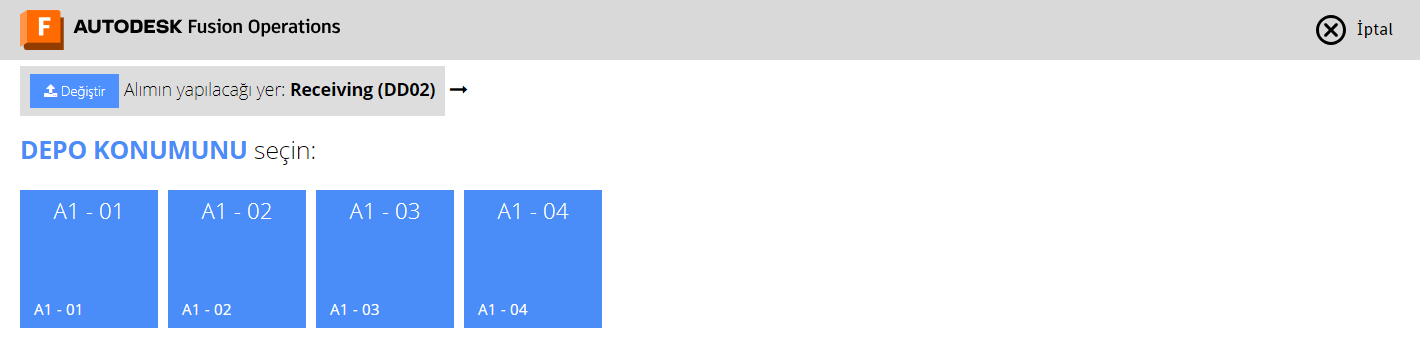 F AUTODESK Fusion Operations
İptal
Değiştir Alımın yapılacağı yer: Receiving (DD02)
DEPO KONUMUNU seçin:
A1 - 01
A1 - 02
A1 - 03
A1 - 04
A1 - 01
A1 - 02
A1 - 03
A1 - 04